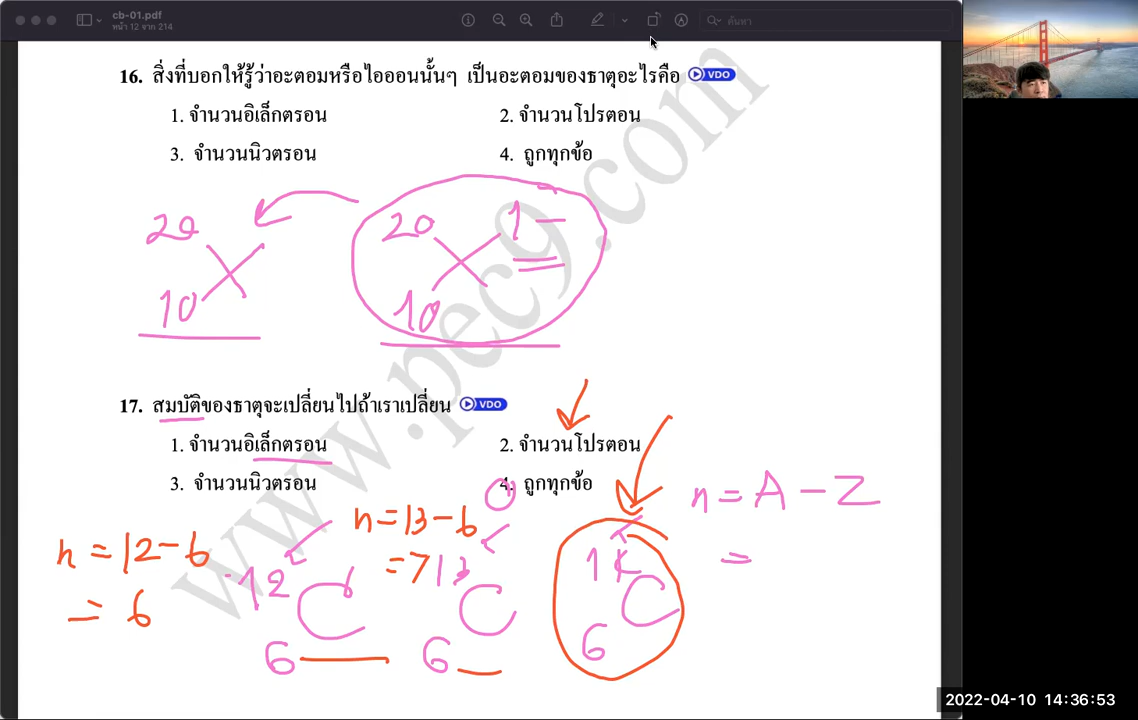 cb-01.pdf
หน้า 12 จาก 214
ค้นหา
16. สิ่งที่บอกให้รู้ว่าอะตอมหรือไอออนนั้นๆ เป็นอะตอมของธาตุอะไรคือ VDO
1. จำนวนอิเล็กตรอน 2. จำนวนโปรตอน
3. จำนวนนิวตรอน 4. ถูกทุกข้อ
20 X 10
20 X 10
17. สมบัติของธาตุจะเปลี่ยนไปถ้าเราเปลี่ยน VDO
1. จำนวนอิเล็กตรอน 2. จำนวนโปรตอน
3. จำนวนนิวตรอน 4. ถูกทุกข้อ
n = A - Z
=
n = 13 - 6
= 7
n = 12 - 6
= 6
12 C 6
13 C 6
C 6
www.pec9.com
2022-04-10 14:36:53